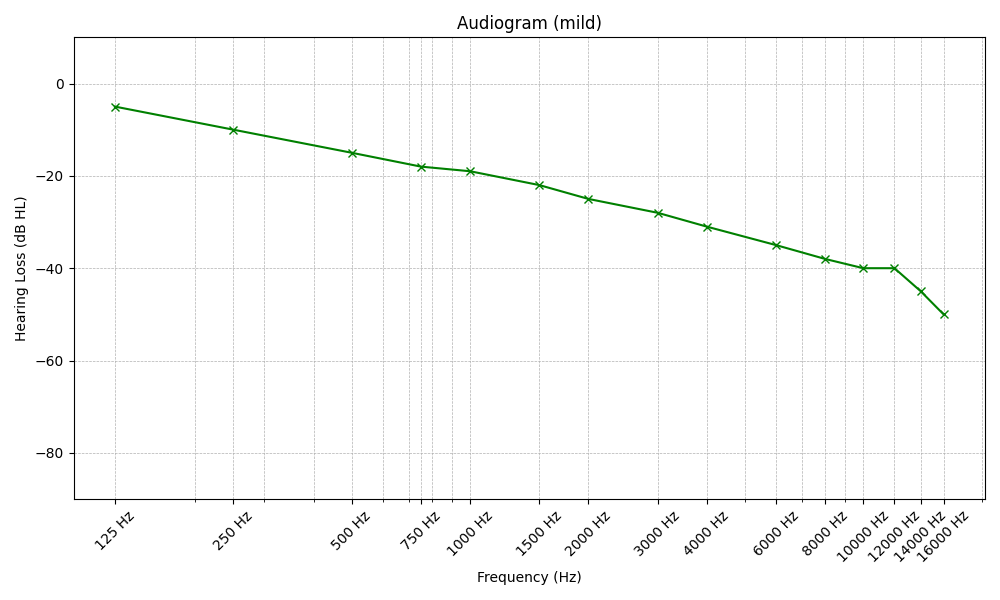 Audiogram (mild)
Hearing Loss (dB HL)
0
−20
−40
−60
−80
125 Hz
250 Hz
500 Hz
750 Hz
1000 Hz
1500 Hz
2000 Hz
3000 Hz
4000 Hz
6000 Hz
8000 Hz
10000 Hz
12000 Hz
14000 Hz
16000 Hz
Frequency (Hz)